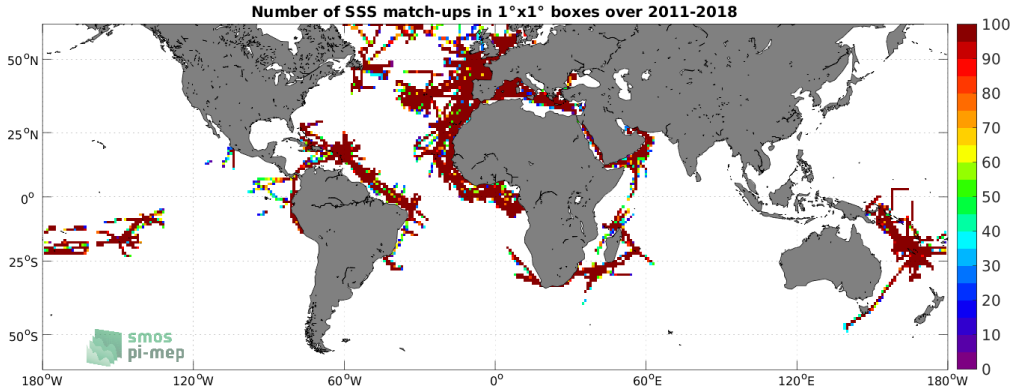 Number of SSS match-ups in 1°x1° boxes over 2011-2018
50°N
25°N
0°
25°S
50°S
180°W
120°W
60°W
0°
60°E
120°E
180°W
100
90
80
70
60
50
40
30
20
10
0
smos
pi-mep